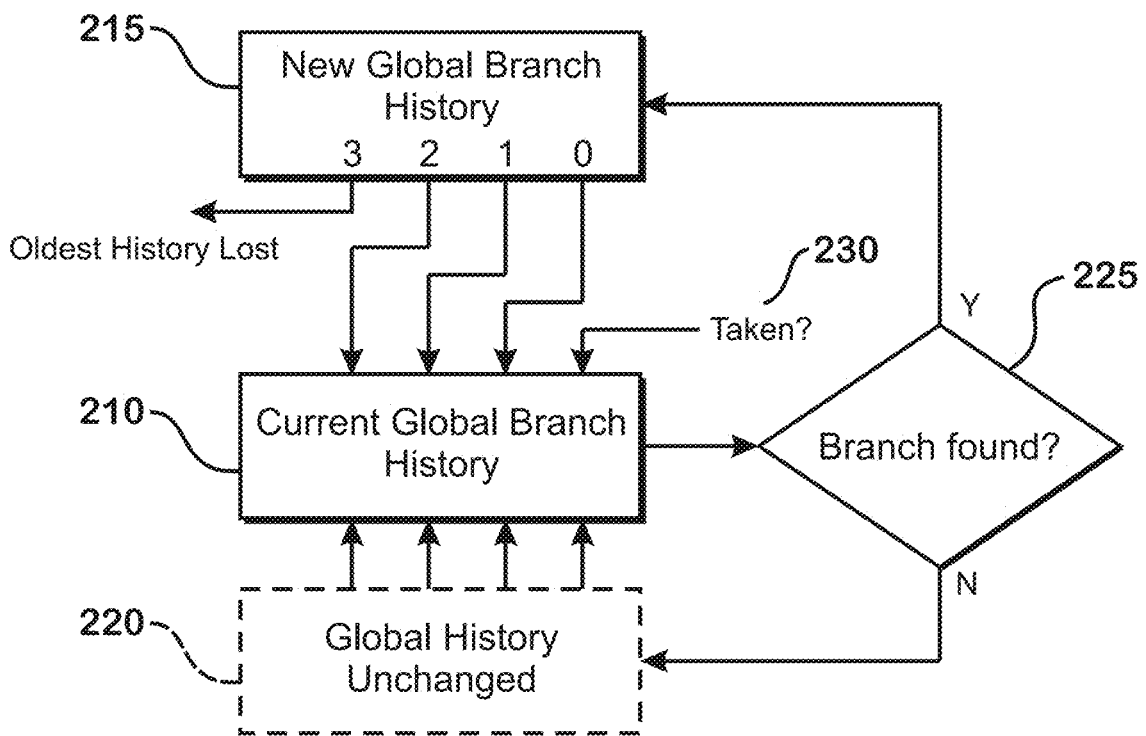 215
New Global Branch
History
3 2 1 0
Oldest History Lost
230
Taken?
225
Y
210
Current Global Branch
History
Branch found?
N
220
Global History
Unchanged